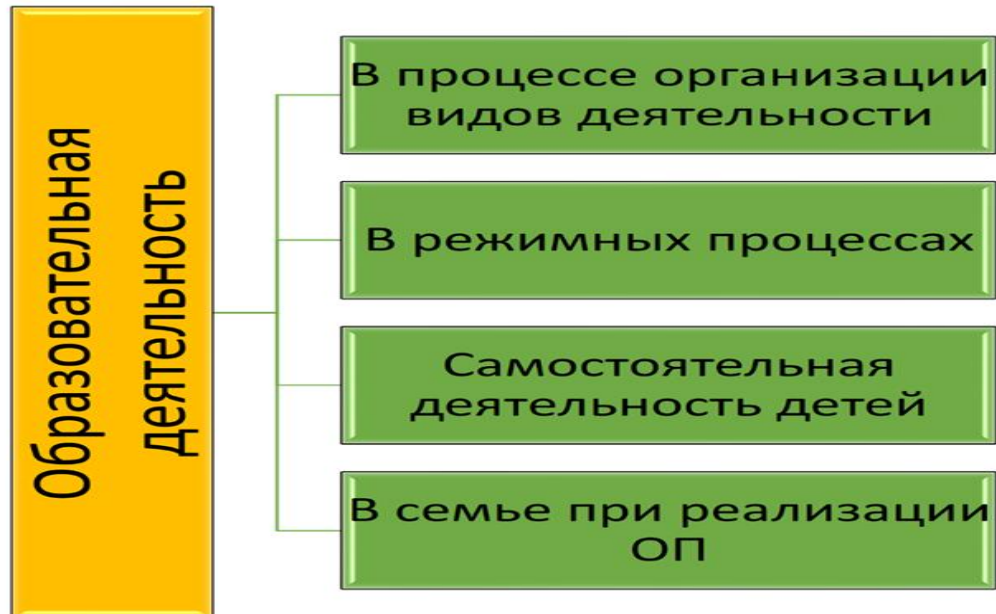 Образовательная
деятельность
В процессе организации
видов деятельности
В режимных процессах
Самостоятельная
деятельность детей
В семье при реализации
ОП